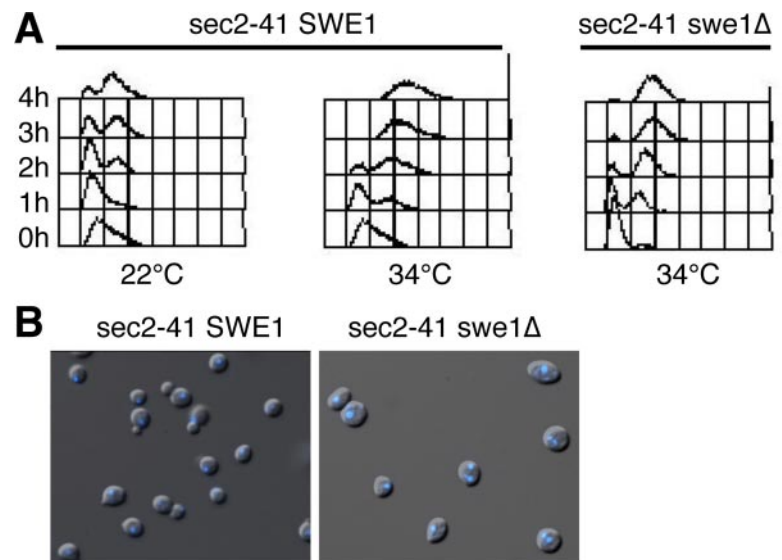 A
sec2-41 SWE1
sec2-41 swe1Δ
4h
3h
2h
1h
0h
22°C
34°C
34°C
B
sec2-41 SWE1
sec2-41 swe1Δ